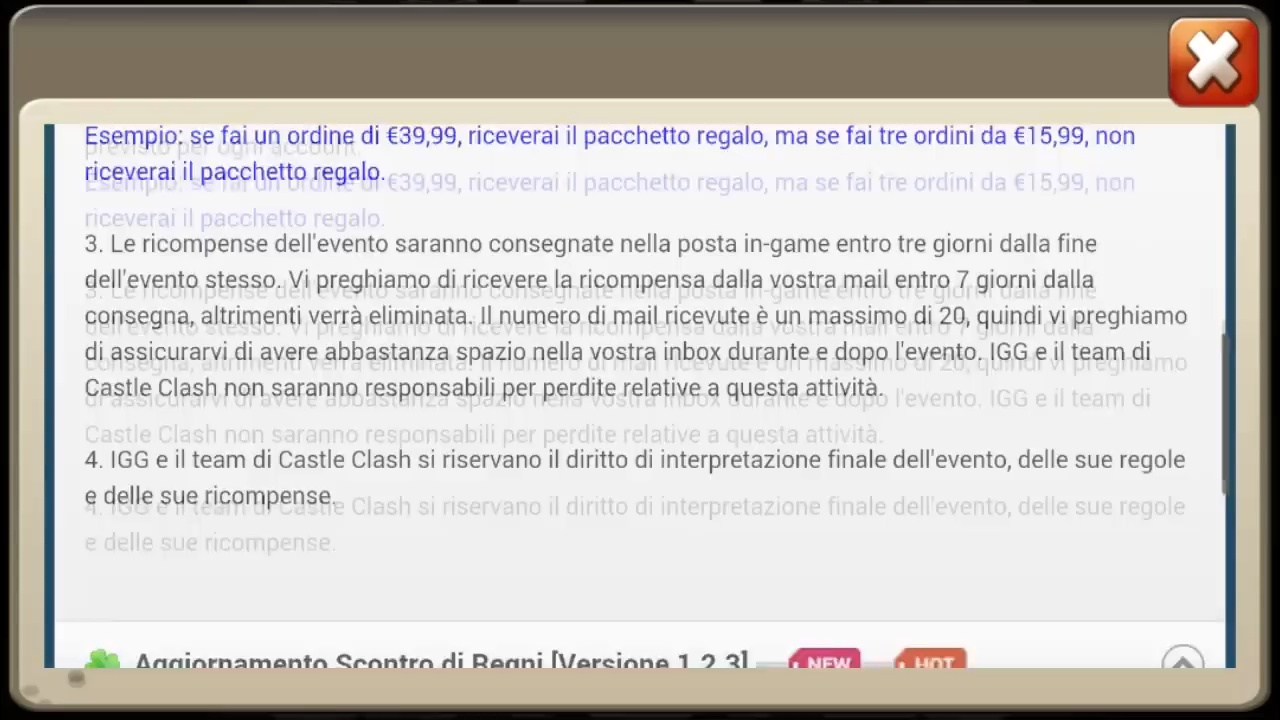 Esempio: se fai un ordine di €39,99, riceverai il pacchetto regalo, ma se fai tre ordini da €15,99, non
riceverai il pacchetto regalo.
3. Le ricompense dell'evento saranno consegnate nella posta in-game entro tre giorni dalla fine
dell'evento stesso. Vi preghiamo di ricevere la ricompensa dalla vostra mail entro 7 giorni dalla
consegna, altrimenti verrà eliminata. Il numero di mail ricevute è un massimo di 20, quindi vi preghiamo
di assicurarvi di avere abbastanza spazio nella vostra inbox durante e dopo l'evento. IGG e il team di
Castle Clash non saranno responsabili per perdite relative a questa attività.
4. IGG e il team di Castle Clash si riservano il diritto di interpretazione finale dell'evento, delle sue regole
e delle sue ricompense.
Aggiornamento Scontro di Regni [Versione 1.2.3] NEW HOT